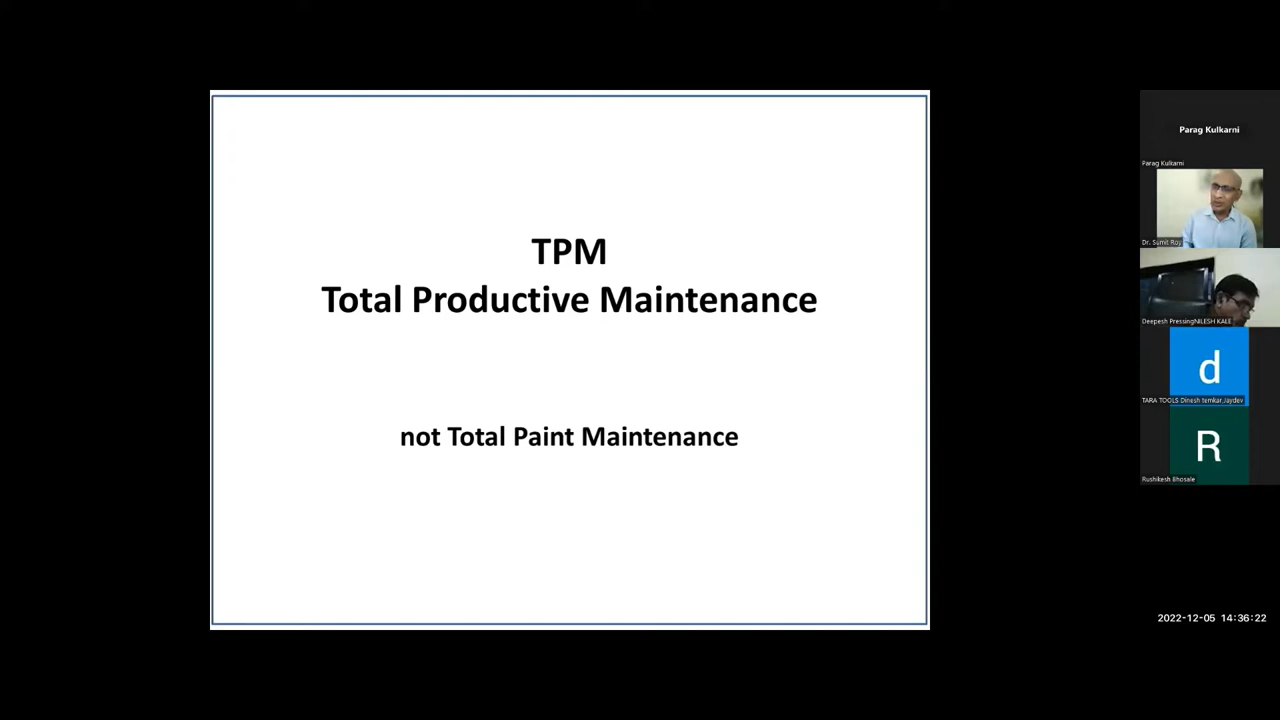 TPM
Total Productive Maintenance
not Total Paint Maintenance
Parag Kulkarni
Parag Kulkarni
Dr. Sumit Roy
Deepesh PressingNILESH KALE
d
TARA TOOLS Dinesh temkar,Jaydev
R
Rushikesh Bhosale
2022-12-05 14:36:22